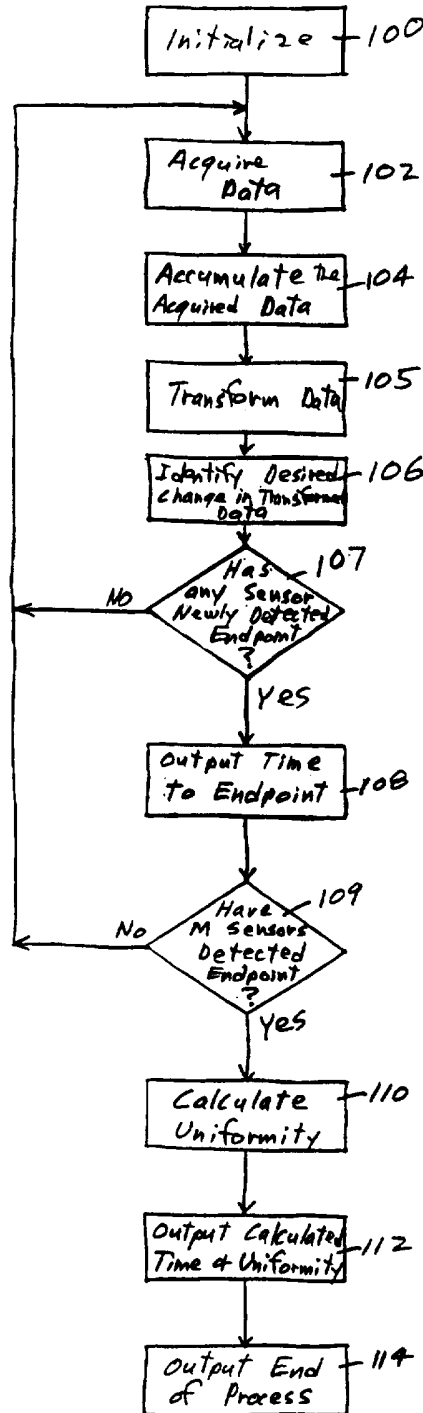 Initialize
100
Acquire
Data
102
Accumulate the
Acquired Data
104
Transform Data
105
Identify Desired
Change in Transformed
Data
106
Has
any Sensor
Newly Detected
Endpoint
?
107
No
Yes
Output Time
to Endpoint
108
Have
M Sensors
Detected
Endpoint
?
109
No
Yes
Calculate
Uniformity
110
Output Calculated
Time & Uniformity
112
Output End
of Process
114